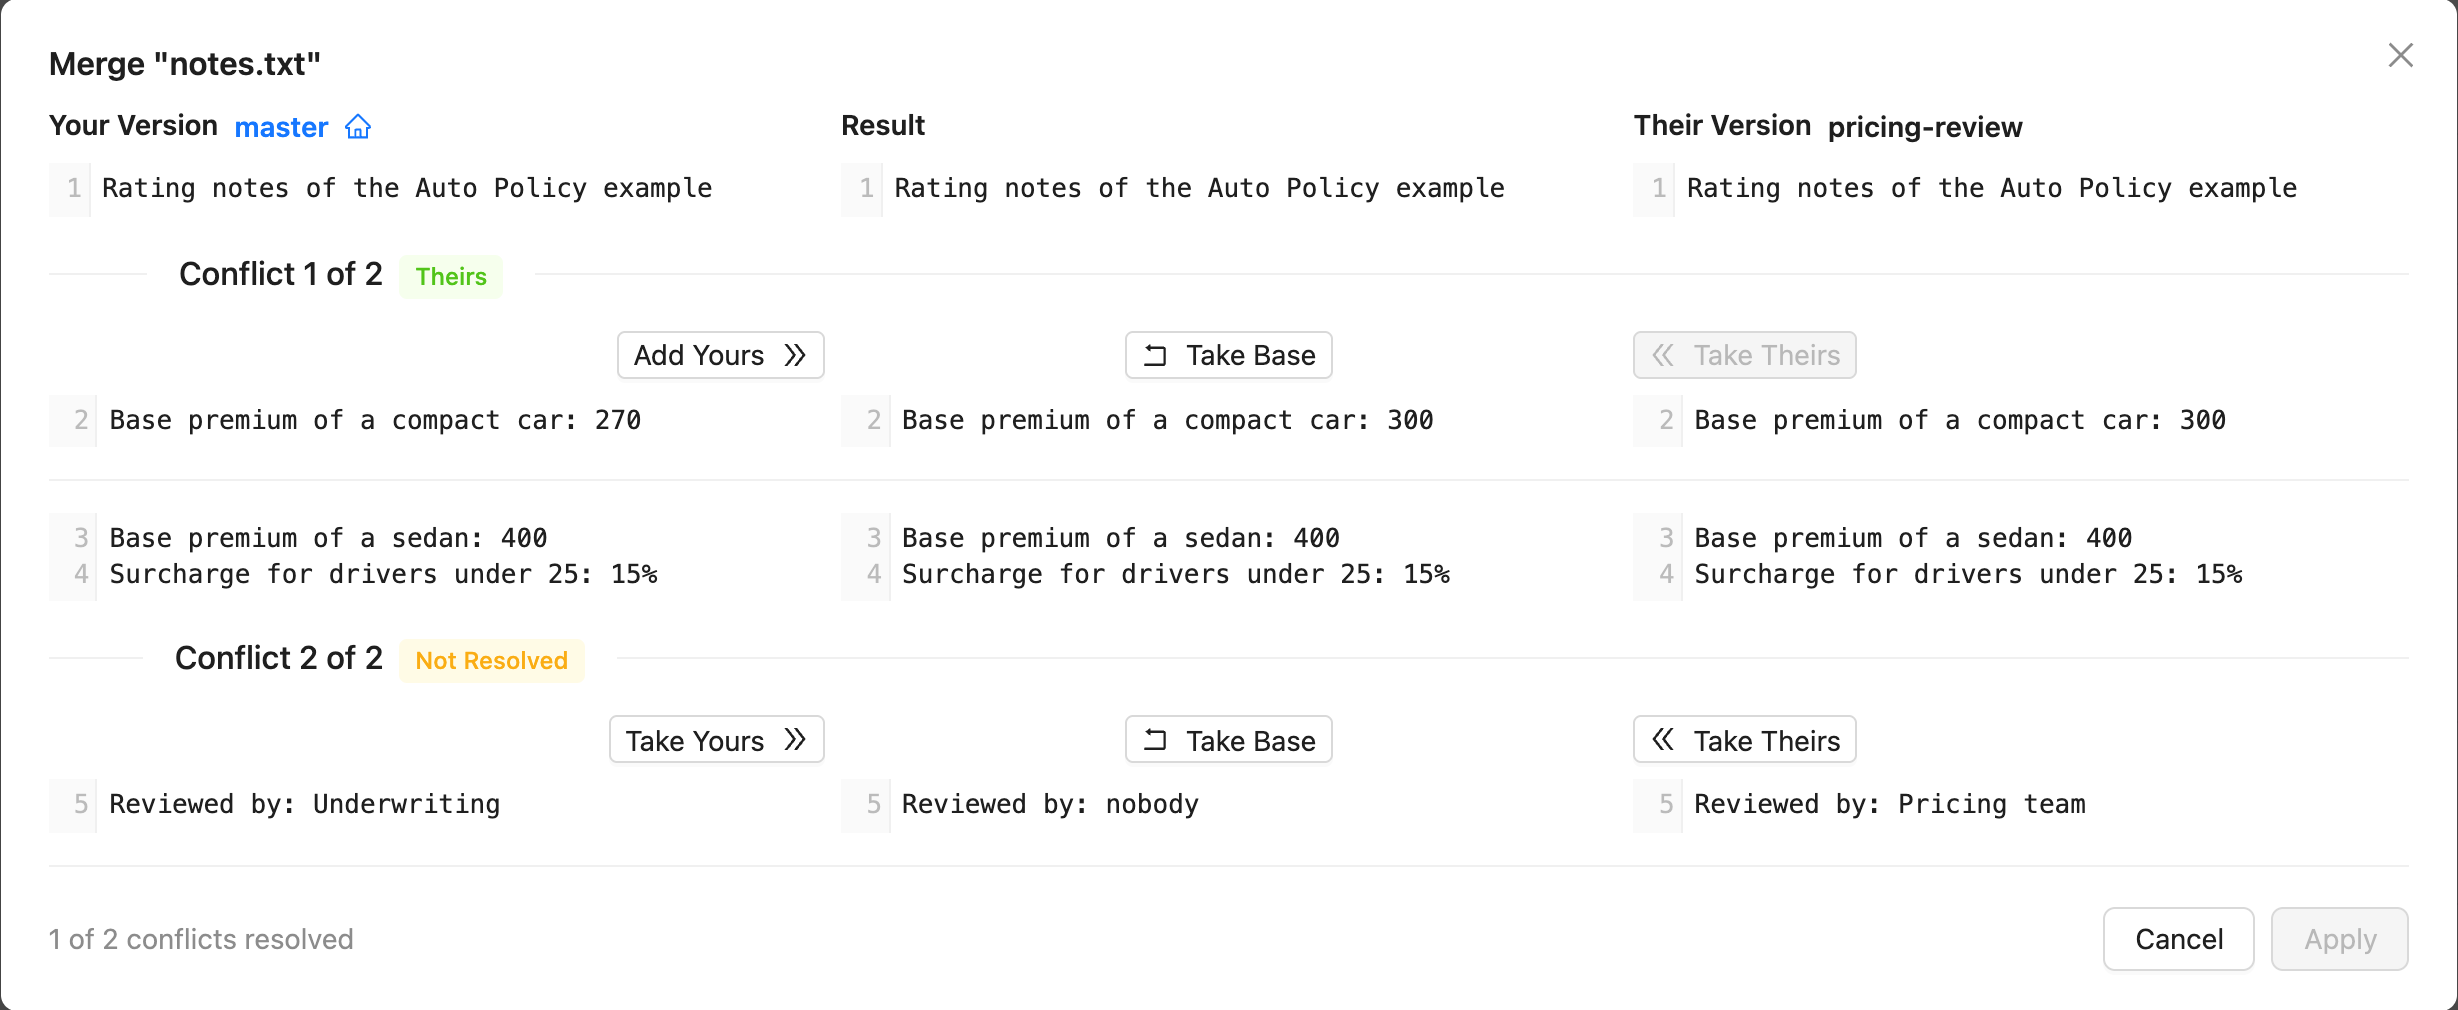 Merge "notes.txt"
Your Version master
Result
Their Version pricing-review
1 Rating notes of the Auto Policy example
1 Rating notes of the Auto Policy example
1 Rating notes of the Auto Policy example
Conflict 1 of 2 Theirs
Add Yours
Take Base
Take Theirs
2 Base premium of a compact car: 270
2 Base premium of a compact car: 300
2 Base premium of a compact car: 300
3 Base premium of a sedan: 400
4 Surcharge for drivers under 25: 15%
3 Base premium of a sedan: 400
4 Surcharge for drivers under 25: 15%
3 Base premium of a sedan: 400
4 Surcharge for drivers under 25: 15%
Conflict 2 of 2 Not Resolved
Take Yours
Take Base
Take Theirs
5 Reviewed by: Underwriting
5 Reviewed by: nobody
5 Reviewed by: Pricing team
1 of 2 conflicts resolved
Cancel
Apply